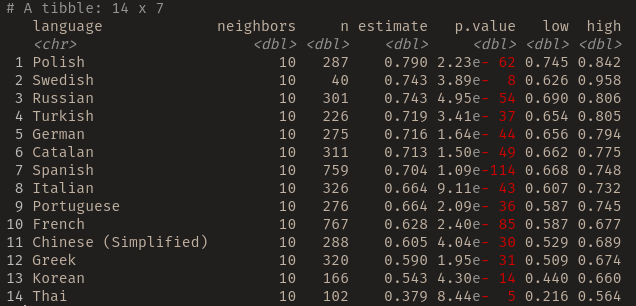 # A tibble: 14 x 7
language neighbors n estimate p.value low high
<chr> <dbl> <dbl> <dbl> <dbl> <dbl> <dbl>
1 Polish 10 287 0.790 2.23e- 62 0.745 0.842
2 Swedish 10 40 0.743 3.89e- 8 0.626 0.958
3 Russian 10 301 0.743 4.95e- 54 0.690 0.806
4 Turkish 10 226 0.719 3.41e- 37 0.654 0.805
5 German 10 275 0.716 1.64e- 44 0.656 0.794
6 Catalan 10 311 0.713 1.50e- 49 0.662 0.775
7 Spanish 10 759 0.704 1.09e-114 0.668 0.748
8 Italian 10 326 0.664 9.11e- 43 0.607 0.732
9 Portuguese 10 276 0.664 2.09e- 36 0.587 0.745
10 French 10 767 0.628 2.40e- 85 0.587 0.677
11 Chinese (Simplified) 10 288 0.605 4.04e- 30 0.529 0.689
12 Greek 10 320 0.590 1.95e- 31 0.509 0.674
13 Korean 10 166 0.543 4.30e- 14 0.440 0.660
14 Thai 10 102 0.379 8.44e- 5 0.216 0.564